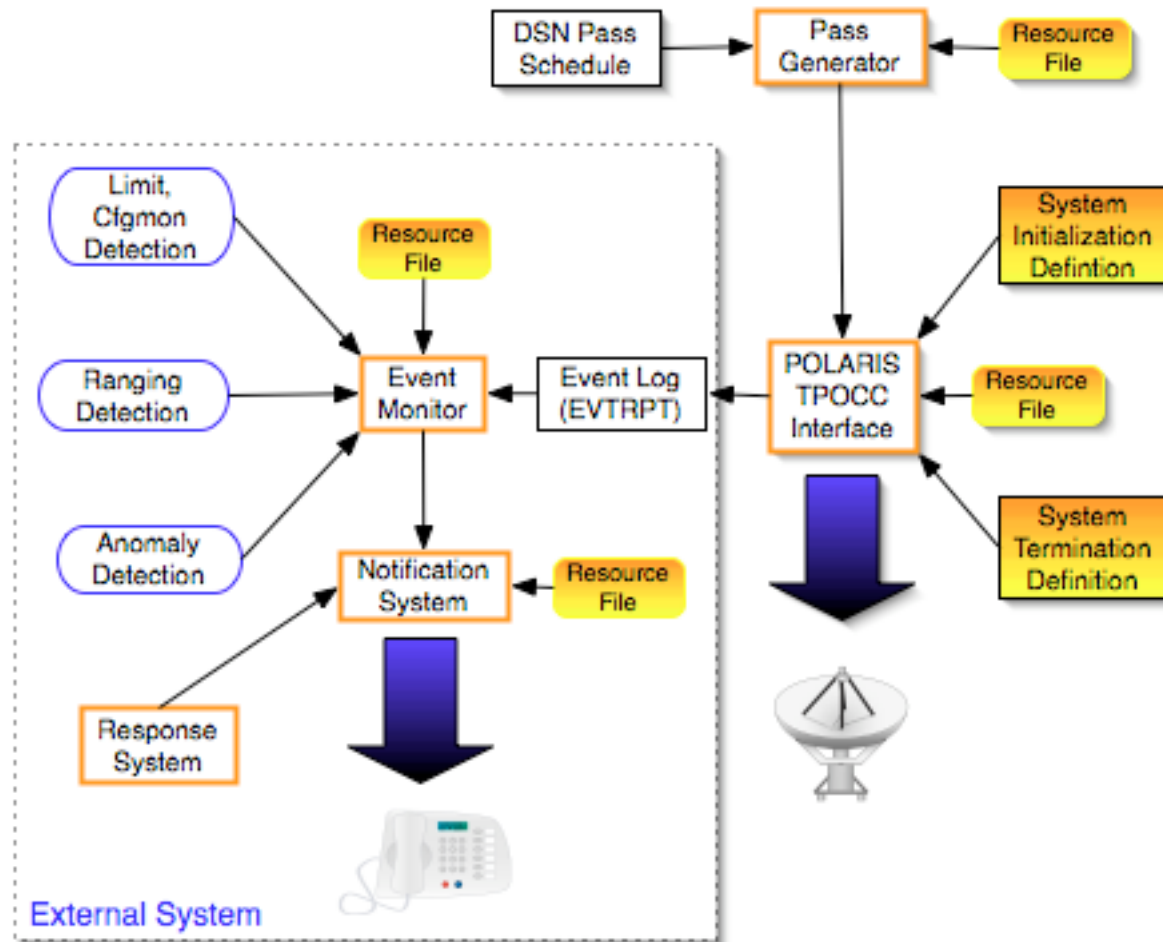 DSN Pass
Schedule
Pass
Generator
Resource
File
Limit,
Cfgmon
Detection
Resource
File
System
Initialization
Defintion
Ranging
Detection
Event
Monitor
Event Log
(EVTRPT)
POLARIS
TPOCC
Interface
Resource
File
Anomaly
Detection
Notification
System
Resource
File
System
Termination
Definition
Response
System
External System